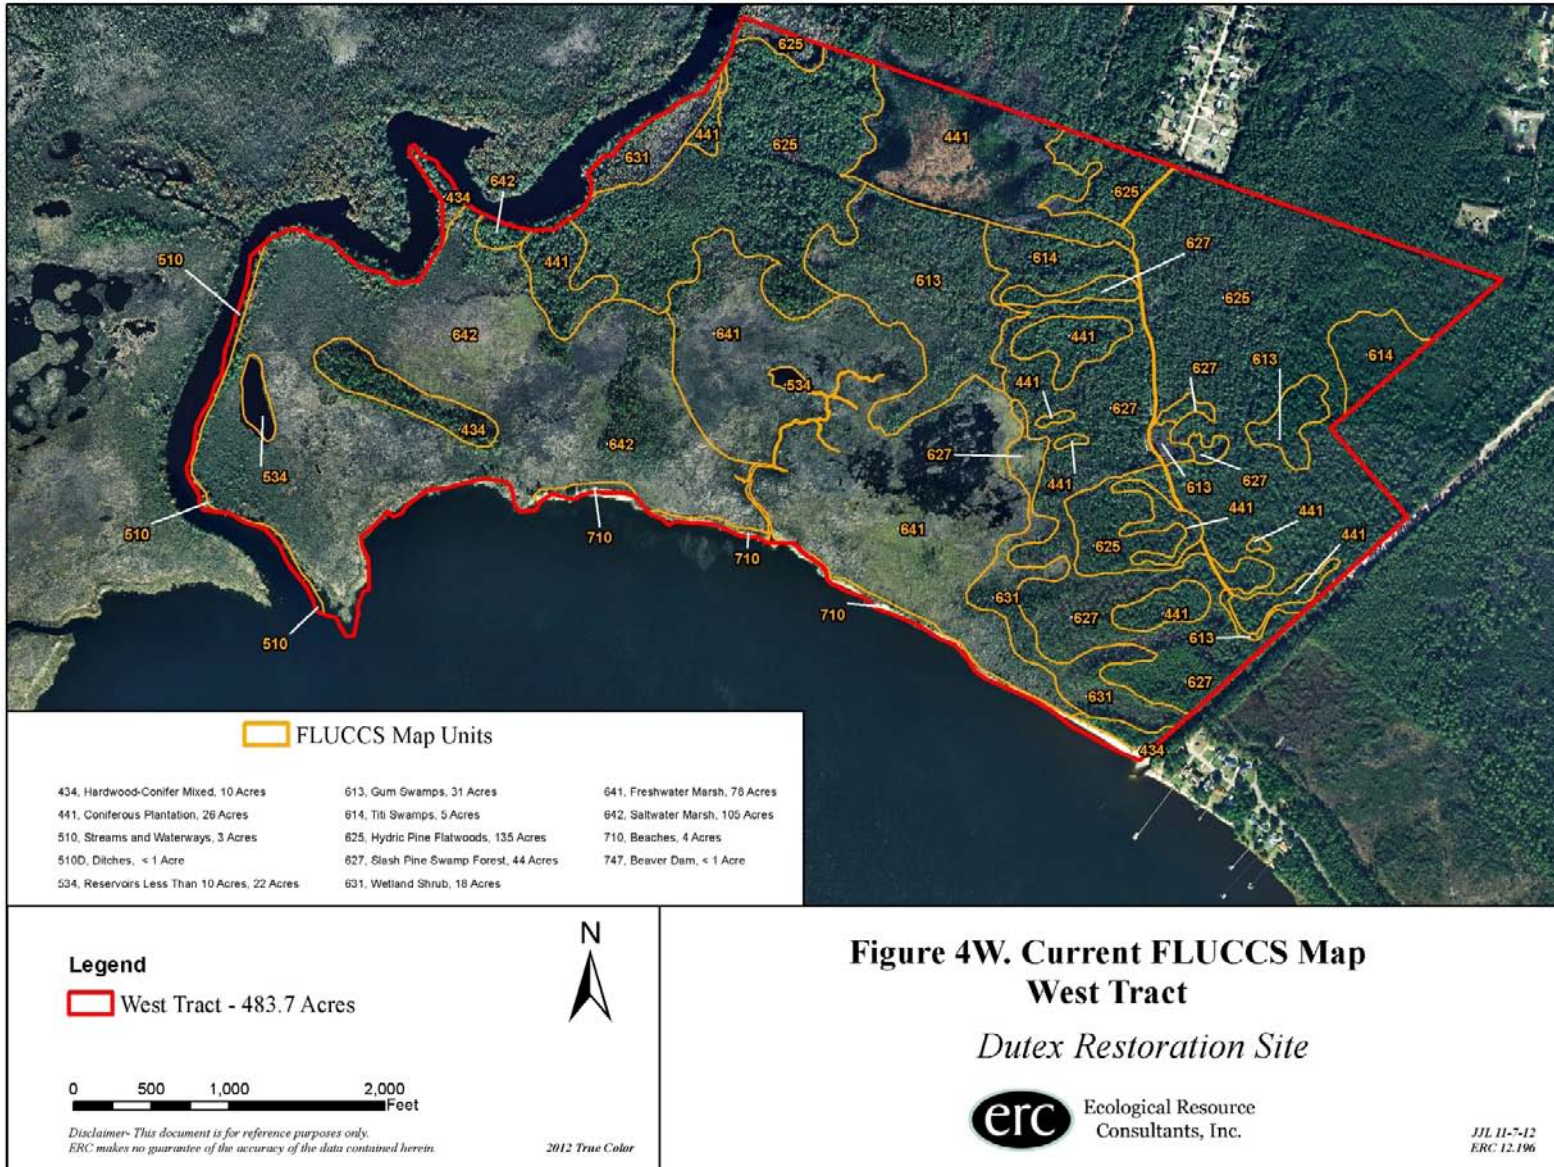 625
441
625
441
631
642
434
625
627
510
441
614
613
625
642
641
441
614
534
441
627
613
627
434
642
627
534
441
613
627
510
441
441
441
710
641
625
710
631
710
627
441
510
613
631
627
434
FLUCCS Map Units
434, Hardwood-Conifer Mixed, 10 Acres
441, Coniferous Plantation, 26 Acres
510, Streams and Waterways, 3 Acres
510D, Ditches, < 1 Acre
534, Reservoirs Less Than 10 Acres, 22 Acres
613, Gum Swamps, 31 Acres
614, Titi Swamps, 5 Acres
625, Hydric Pine Flatwoods, 135 Acres
627, Slash Pine Swamp Forest, 44 Acres
631, Wetland Shrub, 18 Acres
641, Freshwater Marsh, 78 Acres
642, Saltwater Marsh, 105 Acres
710, Beaches, 4 Acres
747, Beaver Dam, < 1 Acre
Legend
West Tract - 483.7 Acres
N
0 500 1,000 2,000
Feet
Disclaimer- This document is for reference purposes only.
ERC makes no guarantee of the accuracy of the data contained herein.
2012 True Color
Figure 4W. Current FLUCCS Map
West Tract
Dutex Restoration Site
erc
Ecological Resource
Consultants, Inc.
JJL 11-7-12
ERC 12.196